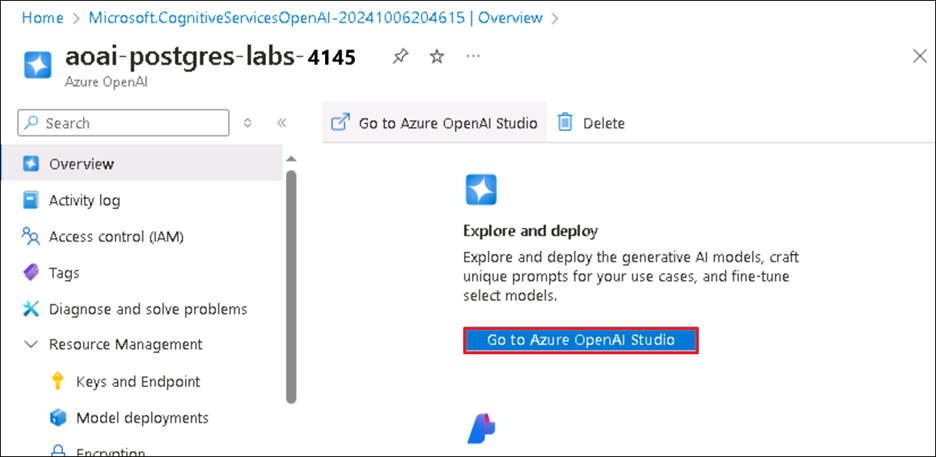 Home > Microsoft.CognitiveServicesOpenAI-20241006204615 | Overview >
aoai-postgres-labs-4145
Azure OpenAI
Search
Go to Azure OpenAI Studio
Delete
Overview
Activity log
Access control (IAM)
Tags
Diagnose and solve problems
Resource Management
Keys and Endpoint
Model deployments
Encryption
Explore and deploy
Explore and deploy the generative AI models, craft
unique prompts for your use cases, and fine-tune
select models.
Go to Azure OpenAI Studio